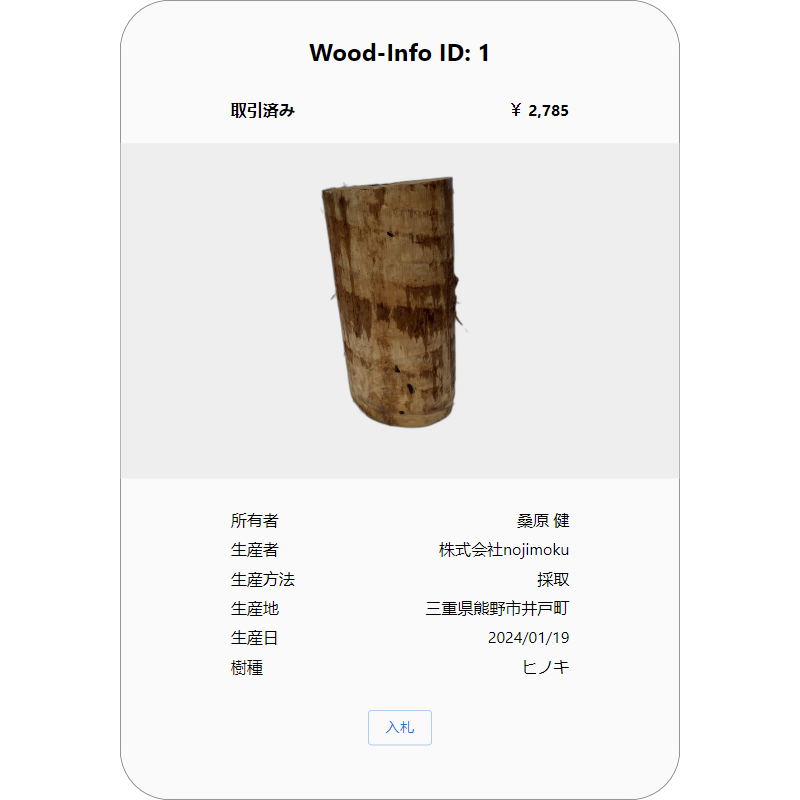 Wood-Info ID: 1
取引済み ¥ 2,785
所有者 桑原 健
生産者 株式会社nojimoku
生産方法 採取
生産地 三重県熊野市井戸町
生産日 2024/01/19
樹種 ヒノキ
入札